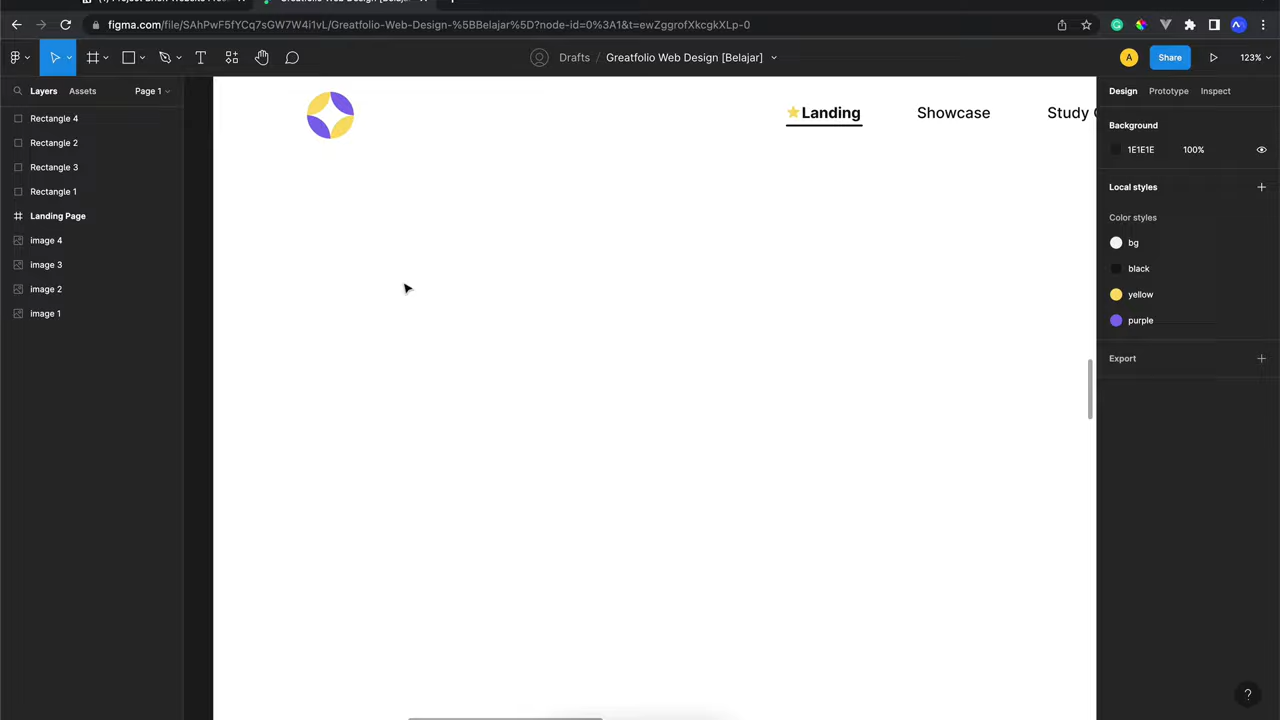 figma.com/file/SAhPwF5fYCq7sGW7W4i1vL/Greatfolio-Web-Design-%5BBelajar%5D?node-id=0%3A1&t=ewZggrofXkcgkXLp-0
Drafts / Greatfolio Web Design [Belajar]
A
Share
123%
Layers
Assets
Page 1
Rectangle 4
Rectangle 2
Rectangle 3
Rectangle 1
Landing Page
image 4
image 3
image 2
image 1
Landing
Showcase
Study
Design
Prototype
Inspect
Background
1E1E1E
100%
Local styles
Color styles
bg
black
yellow
purple
Export
?